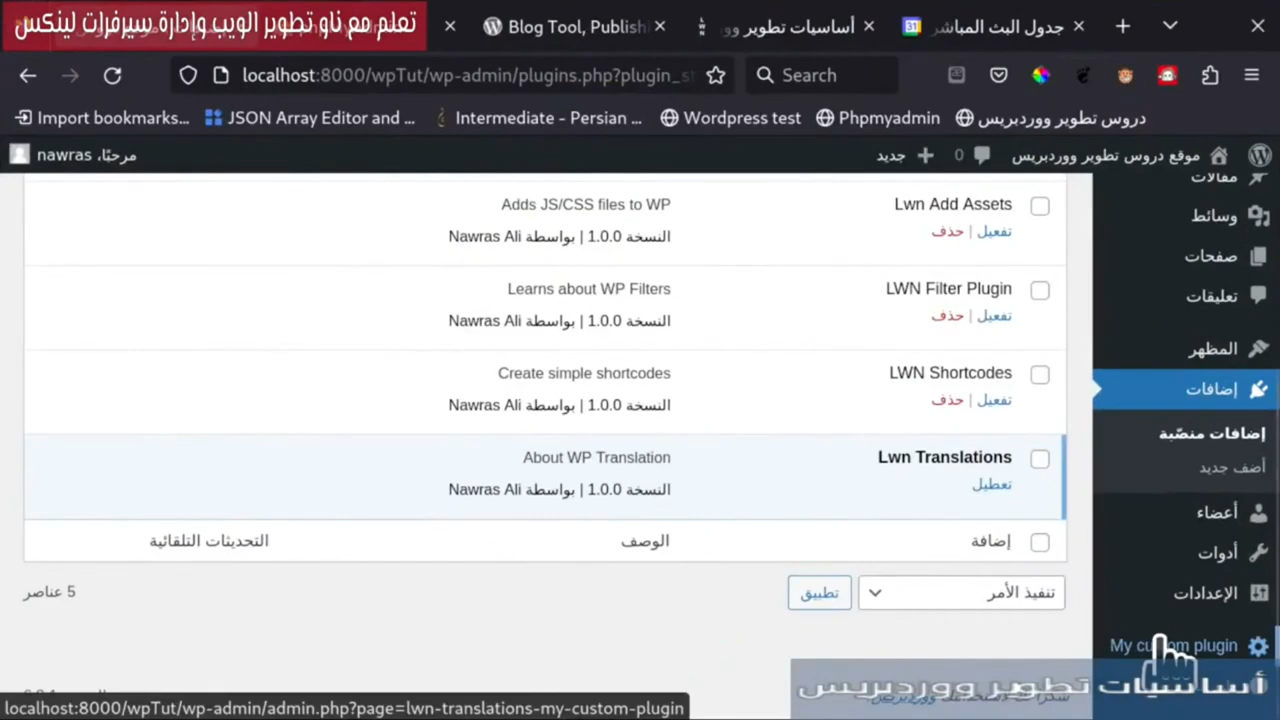 تعلم مع ناو تطوير الويب وإدارة سيرفرات لينكس
Blog Tool, Publish
أساسيات تطوير وور
جدول البث المباشر
localhost:8000/wpTut/wp-admin/plugins.php?plugin_st
Search
Import bookmarks...
JSON Array Editor and ...
Intermediate - Persian ...
Wordpress test
Phpmyadmin
دروس تطوير ووردبريس
موقع دروس تطوير ووردبريس
0
جديد
مرحبًا، nawras
مقالات
وسائط
صفحات
تعليقات
المظهر
إضافات
إضافات منصّبة
أضف جديد
أعضاء
أدوات
الإعدادات
My custom plugin
Lwn Add Assets
تفعيل | حذف
Adds JS/CSS files to WP
النسخة 1.0.0 | بواسطة Nawras Ali
LWN Filter Plugin
تفعيل | حذف
Learns about WP Filters
النسخة 1.0.0 | بواسطة Nawras Ali
LWN Shortcodes
تفعيل | حذف
Create simple shortcodes
النسخة 1.0.0 | بواسطة Nawras Ali
Lwn Translations
تعطيل
About WP Translation
النسخة 1.0.0 | بواسطة Nawras Ali
إضافة
الوصف
التحديثات التلقائية
تنفيذ الأمر
تطبيق
5 عناصر
أساسيات تطوير ووردبريس
localhost:8000/wpTut/wp-admin/admin.php?page=lwn-translations-my-custom-plugin